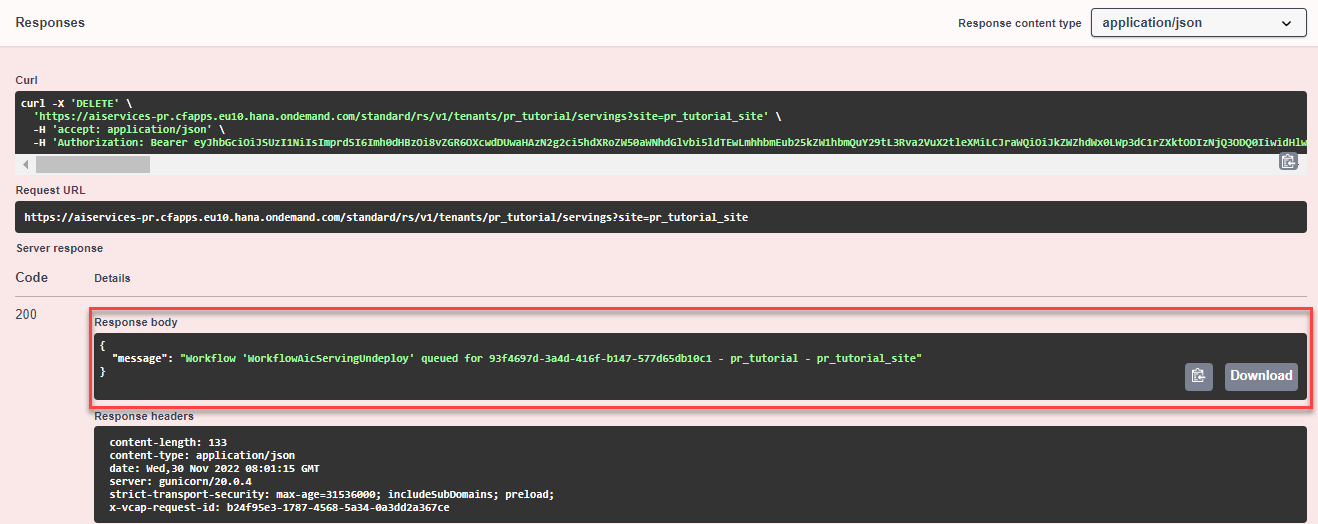 Responses
Response content type
application/json
Curl
curl -X 'DELETE' \
'https://aiservices-pr.cfapps.eu10.hana.ondemand.com/standard/rs/v1/tenants/pr_tutorial/servings?site=pr_tutorial_site' \
-H 'accept: application/json' \
-H 'Authorization: Bearer
Request URL
https://aiservices-pr.cfapps.eu10.hana.ondemand.com/standard/rs/v1/tenants/pr_tutorial/servings?site=pr_tutorial_site
Server response
Code
Details
200
Response body
{
"message": "Workflow 'WorkflowAicServingUndeploy' queued for 93f4697d-3a4d-416f-b147-577d65db10c1 - pr_tutorial - pr_tutorial_site"
}
Download
Response headers
content-length: 133
content-type: application/json
date: Wed,30 Nov 2022 08:01:15 GMT
server: gunicorn/20.0.4
strict-transport-security: max-age=31536000; includeSubDomains; preload;
x-vcap-request-id: b24f95e3-1787-4568-5a34-0a3dd2a367ce